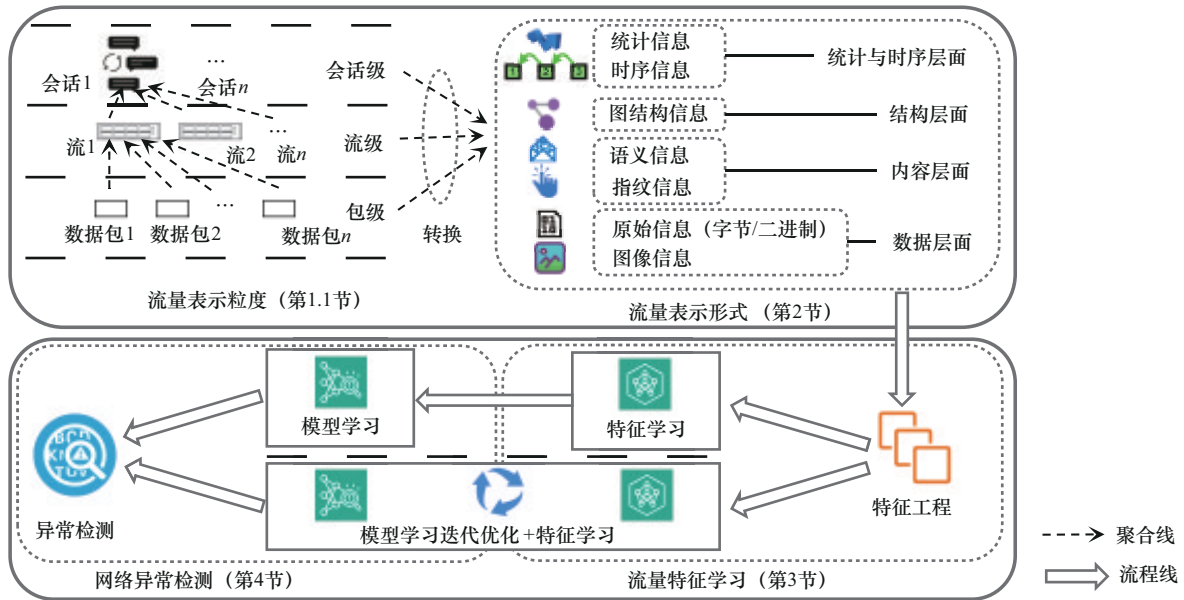 会话1
…
会话n
会话级
流1
流2
…
流n
流级
数据包1
数据包2
…
数据包n
包级
转换
流量表示粒度（第1.1节）
1 2 3
统计信息
时序信息
统计与时序层面
图结构信息
结构层面
语义信息
指纹信息
内容层面
原始信息（字节/二进制）
图像信息
数据层面
流量表示形式（第2节）
模型学习
特征学习
异常检测
模型学习迭代优化+特征学习
特征工程
网络异常检测（第4节）
流量特征学习（第3节）
聚合线
流程线